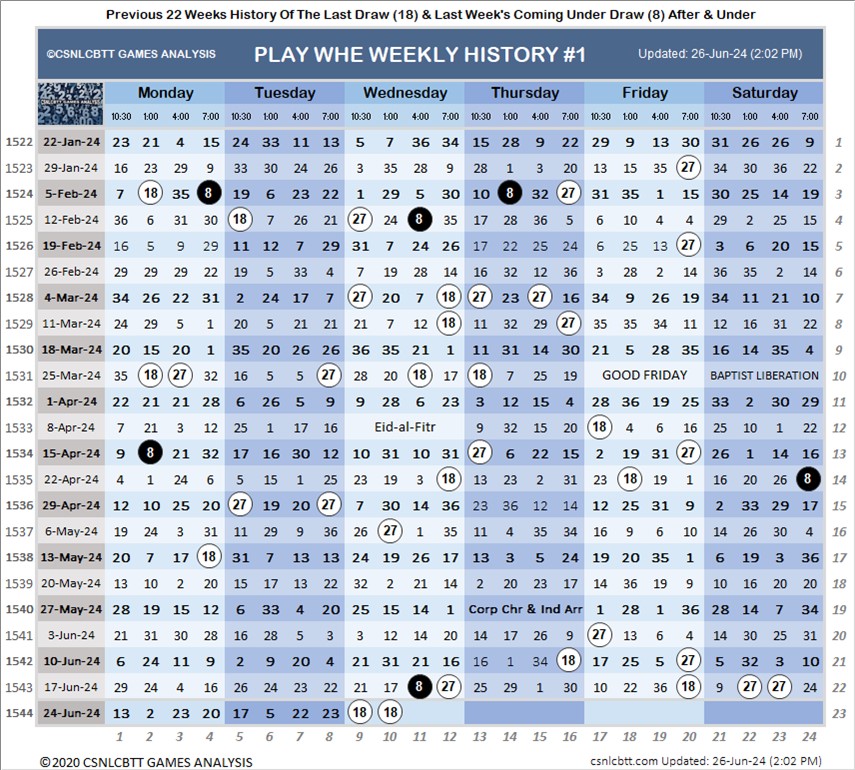 Previous 22 Weeks History Of The Last Draw (18) & Last Week's Coming Under Draw (8) After & Under
©CSNLCBTT GAMES ANALYSIS PLAY WHE WEEKLY HISTORY #1 Updated: 26-Jun-24 (2:02 PM)
CSNLCBTT GAMES ANALYSIS Monday Tuesday Wednesday Thursday Friday Saturday
10:30 1:00 4:00 7:00 10:30 1:00 4:00 7:00 10:30 1:00 4:00 7:00 10:30 1:00 4:00 7:00 10:30 1:00 4:00 7:00 10:30 1:00 4:00 7:00
1522 22-Jan-24 23 21 4 15 24 33 11 13 5 7 36 34 15 28 9 22 29 9 13 30 31 26 26 9 1
1523 29-Jan-24 16 23 29 9 33 30 24 26 3 35 28 9 28 1 3 20 13 15 35 27 34 30 36 22 2
1524 5-Feb-24 7 18 35 8 19 6 23 22 1 29 5 30 10 8 32 27 31 35 1 15 30 25 14 19 3
1525 12-Feb-24 36 6 31 30 18 7 26 21 27 24 8 35 17 28 36 5 6 10 4 4 29 2 25 15 4
1526 19-Feb-24 16 5 9 29 11 12 7 29 31 7 24 26 17 22 25 24 6 25 13 27 3 6 20 15 5
1527 26-Feb-24 29 29 29 22 19 5 33 4 7 19 28 14 16 32 12 36 3 28 2 14 36 35 2 14 6
1528 4-Mar-24 34 26 22 31 2 24 17 7 27 20 7 18 27 23 27 16 34 9 26 19 34 11 21 10 7
1529 11-Mar-24 24 29 5 1 20 5 21 21 21 7 12 18 11 32 29 27 35 35 34 11 12 16 31 22 8
1530 18-Mar-24 20 15 20 1 35 20 26 26 36 35 21 1 11 31 14 30 21 5 28 35 16 14 35 4 9
1531 25-Mar-24 35 18 27 32 16 5 5 27 28 20 18 17 18 7 25 19 GOOD FRIDAY BAPTIST LIBERATION 10
1532 1-Apr-24 22 21 21 28 6 26 5 9 9 28 6 23 3 12 15 4 28 36 19 25 33 2 30 29 11
1533 8-Apr-24 7 21 3 12 25 1 17 16 Eid-al-Fitr 9 32 15 20 18 4 6 16 25 10 1 22 12
1534 15-Apr-24 9 8 21 32 17 16 30 12 10 31 10 31 27 6 22 15 2 19 31 27 26 1 14 16 13
1535 22-Apr-24 4 1 24 6 5 15 1 25 23 19 3 18 12 23 31 17 23 18 19 1 16 20 26 8 14
1536 29-Apr-24 12 10 25 20 27 19 20 27 7 30 14 36 23 36 12 14 12 25 31 9 2 33 29 17 15
1537 6-May-24 19 24 3 31 11 29 9 36 26 27 1 35 11 4 35 34 16 9 6 10 14 26 30 4 16
1538 13-May-24 20 7 17 18 31 7 13 13 24 19 26 17 13 3 5 24 19 20 35 1 6 19 3 36 17
1539 20-May-24 13 10 2 20 15 17 13 22 32 2 21 14 2 20 23 17 14 36 19 9 10 16 20 20 18
1540 27-May-24 28 19 15 12 6 33 4 20 25 15 14 1 Corp Chr & Ind Arr 1 28 1 36 28 14 7 34 19
1541 3-Jun-24 21 31 30 28 16 28 5 3 3 12 14 20 14 17 26 9 27 13 6 4 14 30 25 31 20
1542 10-Jun-24 6 24 11 9 2 9 20 4 21 31 21 16 16 1 34 18 17 25 5 27 5 32 3 10 21
1543 17-Jun-24 29 24 4 16 26 24 23 22 21 17 8 27 25 29 1 30 10 22 36 18 9 27 27 24 22
1544 24-Jun-24 13 2 23 20 17 5 22 23 18 18 23
1 2 3 4 5 6 7 8 9 10 11 12 13 14 15 16 17 18 19 20 21 22 23 24
©2020 CSNLCBTT GAMES ANALYSIS csnlcbtt.com Updated: 26-Jun-24 (2:02 PM)